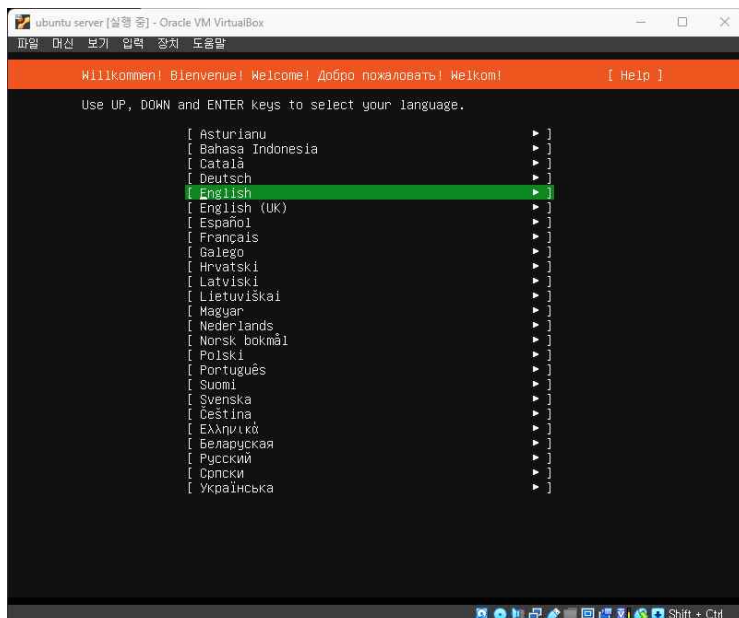 ubuntu server [실행 중] - Oracle VM VirtualBox
파일 머신 보기 입력 장치 도움말
Willkommen! Bienvenue! Welcome! Добро пожаловать! Welkom! [ Help ]
Use UP, DOWN and ENTER keys to select your language.
[ Asturianu ► ]
[ Bahasa Indonesia ► ]
[ Català ► ]
[ Deutsch ► ]
[ English ► ]
[ English (UK) ► ]
[ Español ► ]
[ Français ► ]
[ Galego ► ]
[ Hrvatski ► ]
[ Latviski ► ]
[ Lietuviškai ► ]
[ Magyar ► ]
[ Nederlands ► ]
[ Norsk bokmål ► ]
[ Polski ► ]
[ Português ► ]
[ Suomi ► ]
[ Svenska ► ]
[ Čeština ► ]
[ Ελληνικά ► ]
[ Беларуская ► ]
[ Русский ► ]
[ Српски ► ]
[ Українська ► ]
Shift + Ctrl